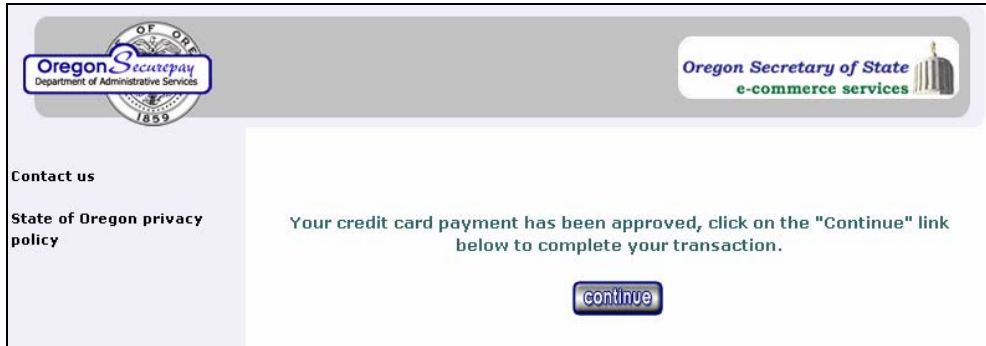 OF ORE
Oregon Securepay
Department of Administrative Services
1859
Oregon Secretary of State
e-commerce services
Contact us
State of Oregon privacy
policy
Your credit card payment has been approved, click on the "Continue" link
below to complete your transaction.
continue